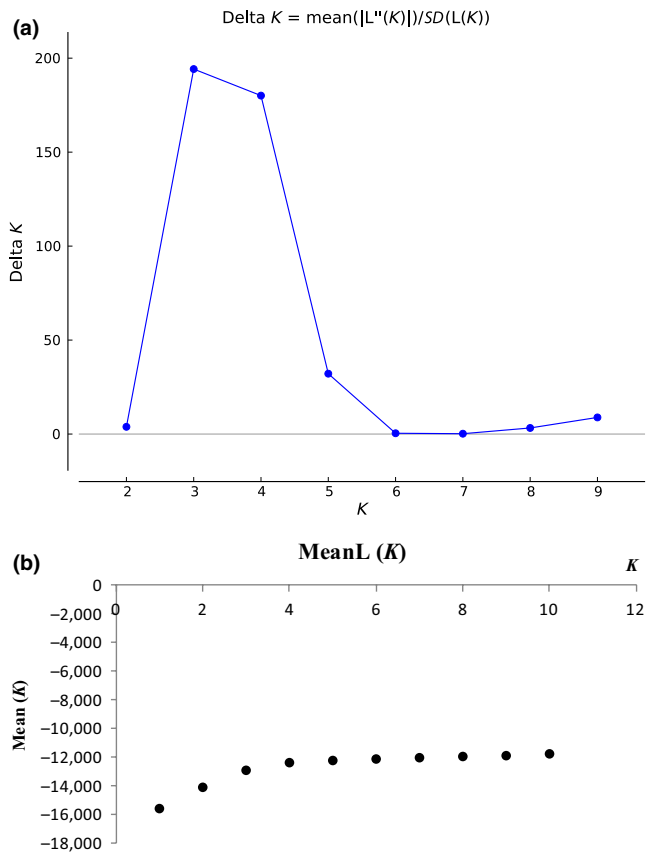 (a)
Delta K = mean(|L"(K)|)/SD(L(K))
200
150
100
50
0
Delta K
2 3 4 5 6 7 8 9
K
(b)
MeanL (K)
K
0
0 2 4 6 8 10 12
−2,000
−4,000
−6,000
−8,000
−10,000
−12,000
−14,000
−16,000
−18,000
Mean (K)